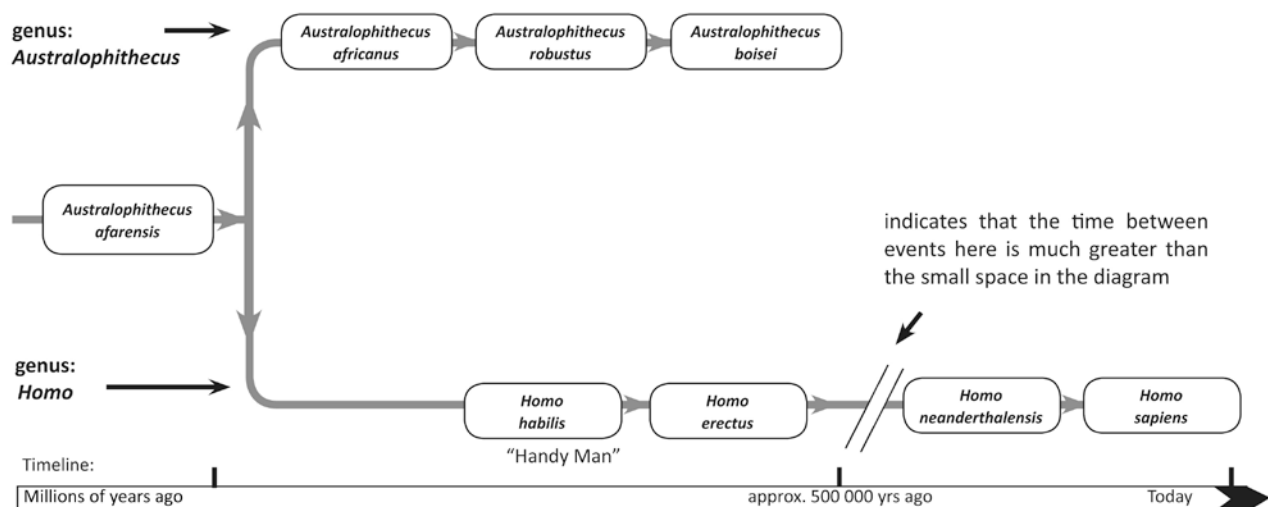 genus:
Australophithecus
Australophithecus
africanus
Australophithecus
robustus
Australophithecus
boisei
Australophithecus
afarensis
indicates that the time between
events here is much greater than
the small space in the diagram
genus:
Homo
Homo
habilis
Homo
erectus
Homo
neanderthalensis
Homo
sapiens
“Handy Man”
Timeline:
Millions of years ago
approx. 500 000 yrs ago
Today